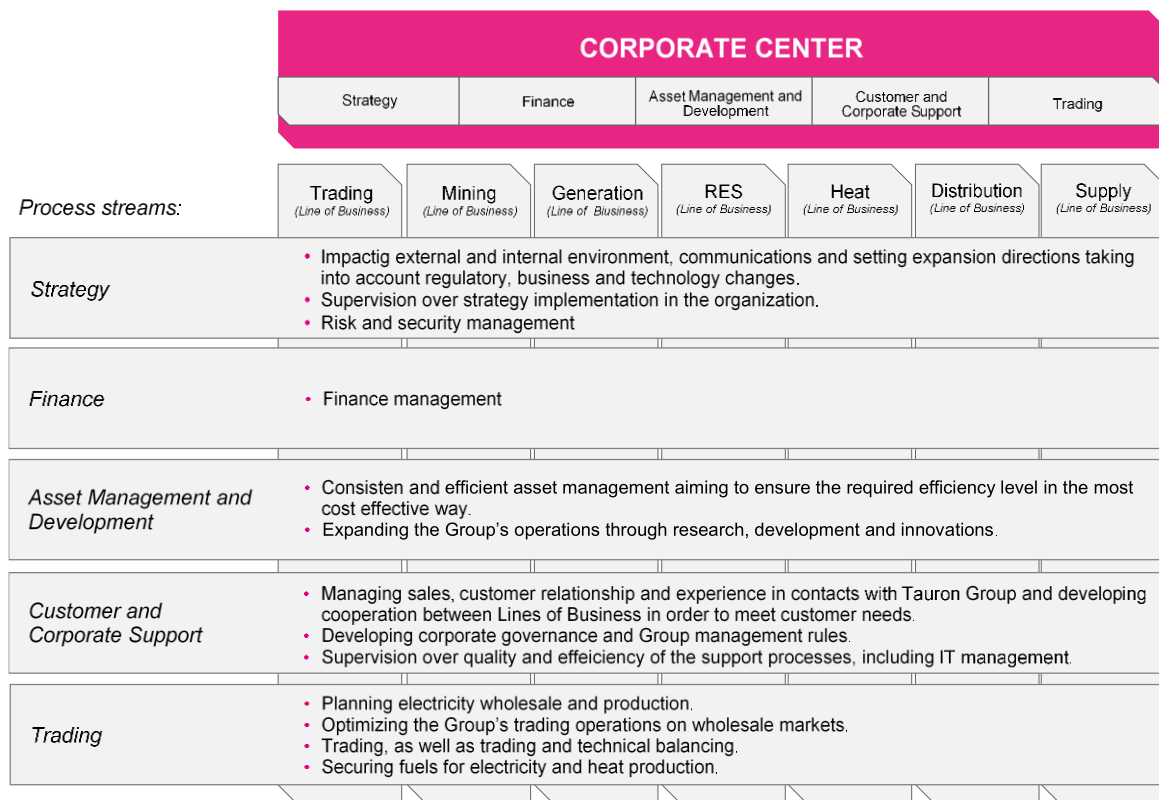 CORPORATE CENTER
Strategy
Finance
Asset Management and
Development
Customer and
Corporate Support
Trading
Process streams:
Trading
(Line of Business)
Mining
(Line of Business)
Generation
(Line of Biusiness)
RES
(Line of Business)
Heat
(Line of Business)
Distribution
(Line of Business)
Supply
(Line of Business)
Strategy
• Impactig external and internal environment, communications and setting expansion directions taking
into account regulatory, business and technology changes.
• Supervision over strategy implementation in the organization.
• Risk and security management
Finance
• Finance management
Asset Management and
Development
• Consisten and efficient asset management aiming to ensure the required efficiency level in the most
cost effective way.
• Expanding the Group's operations through research, development and innovations.
Customer and
Corporate Support
• Managing sales, customer relationship and experience in contacts with Tauron Group and developing
cooperation between Lines of Business in order to meet customer needs.
• Developing corporate governance and Group management rules.
• Supervision over quality and effeiciency of the support processes, including IT management.
Trading
• Planning electricity wholesale and production.
• Optimizing the Group's trading operations on wholesale markets.
• Trading, as well as trading and technical balancing.
• Securing fuels for electricity and heat production.